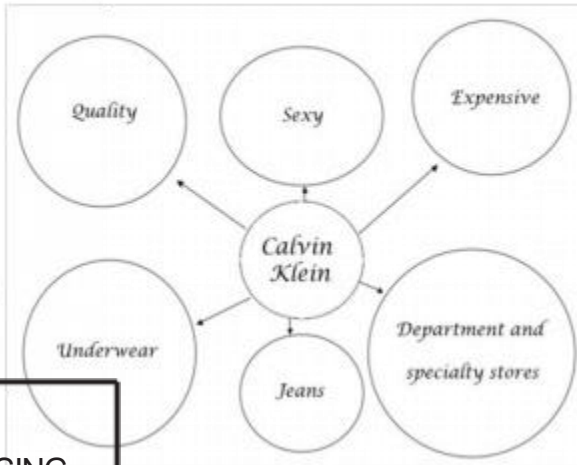 Quality
Sexy
Expensive
Calvin
Klein
Underwear
Jeans
Department and
specialty stores